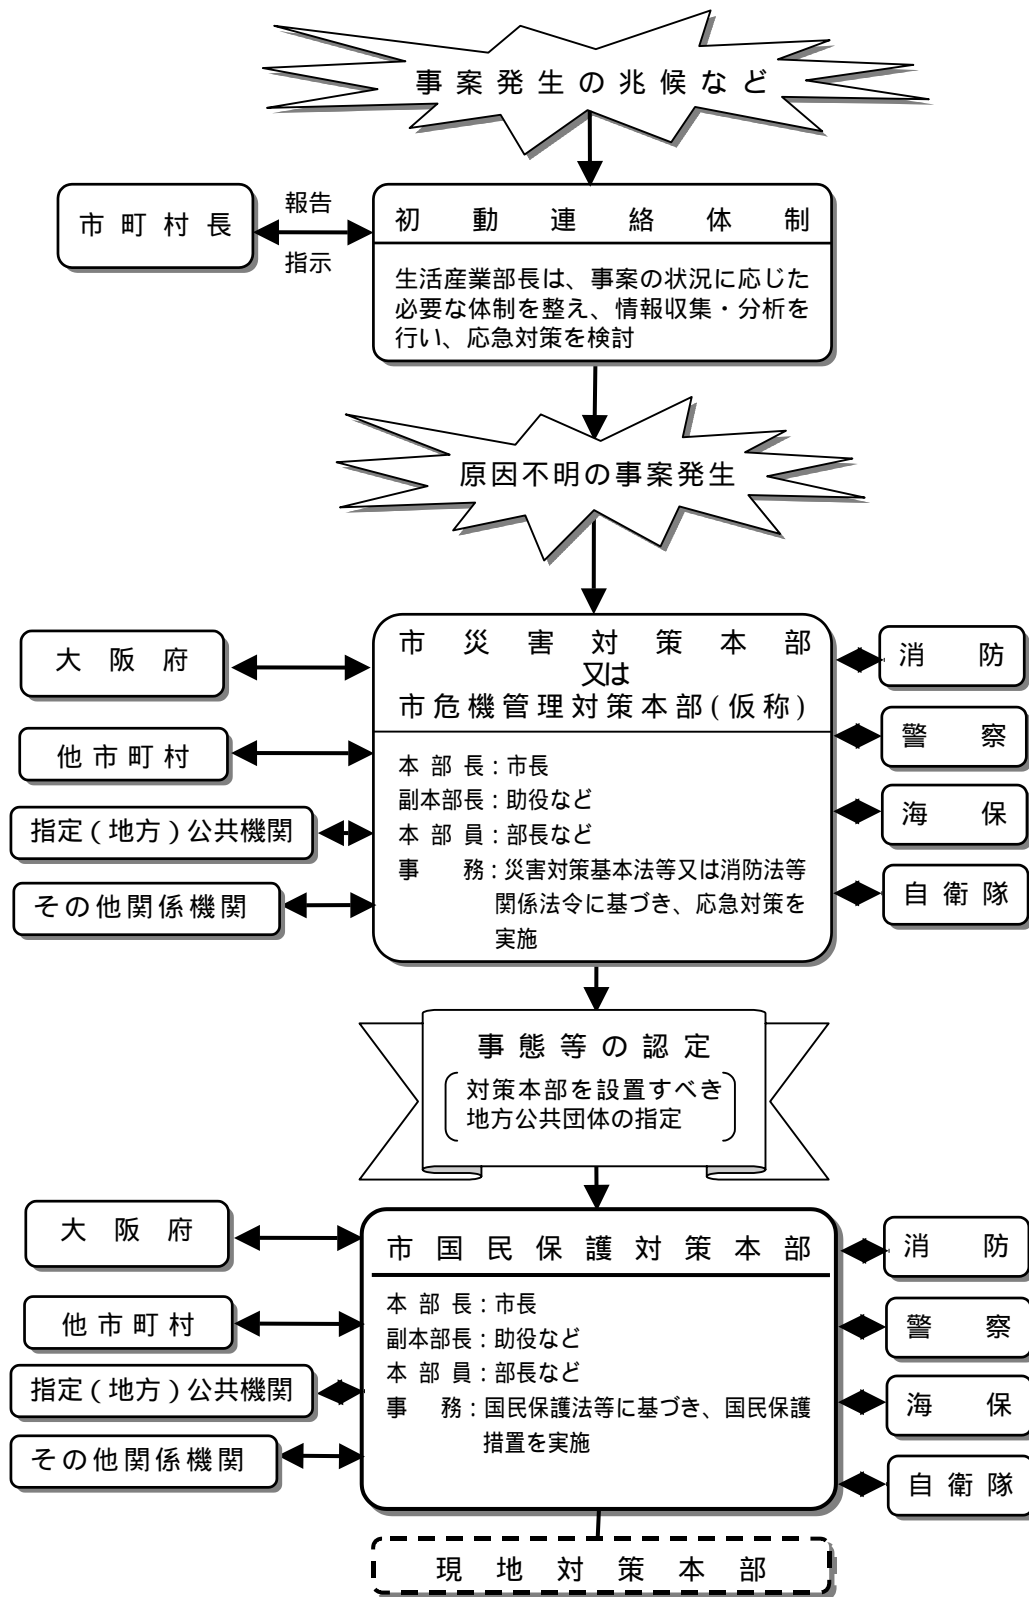 事案発生の兆候など
市町村長
報告
指示
初動連絡体制
生活産業部長は、事案の状況に応じた
必要な体制を整え、情報収集・分析を
行い、応急対策を検討
原因不明の事案発生
大阪府
他市町村
指定(地方)公共機関
その他関係機関
市災害対策本部
又は
市危機管理対策本部(仮称)
本部長:市長
副本部長:助役など
本部員:部長など
事務:災害対策基本法等又は消防法等
関係法令に基づき、応急対策を
実施
消防
警察
海保
自衛隊
事態等の認定
対策本部を設置すべき
地方公共団体の指定
大阪府
他市町村
指定(地方)公共機関
その他関係機関
市国民保護対策本部
本部長:市長
副本部長:助役など
本部員:部長など
事務:国民保護法等に基づき、国民保護
措置を実施
消防
警察
海保
自衛隊
現地対策本部